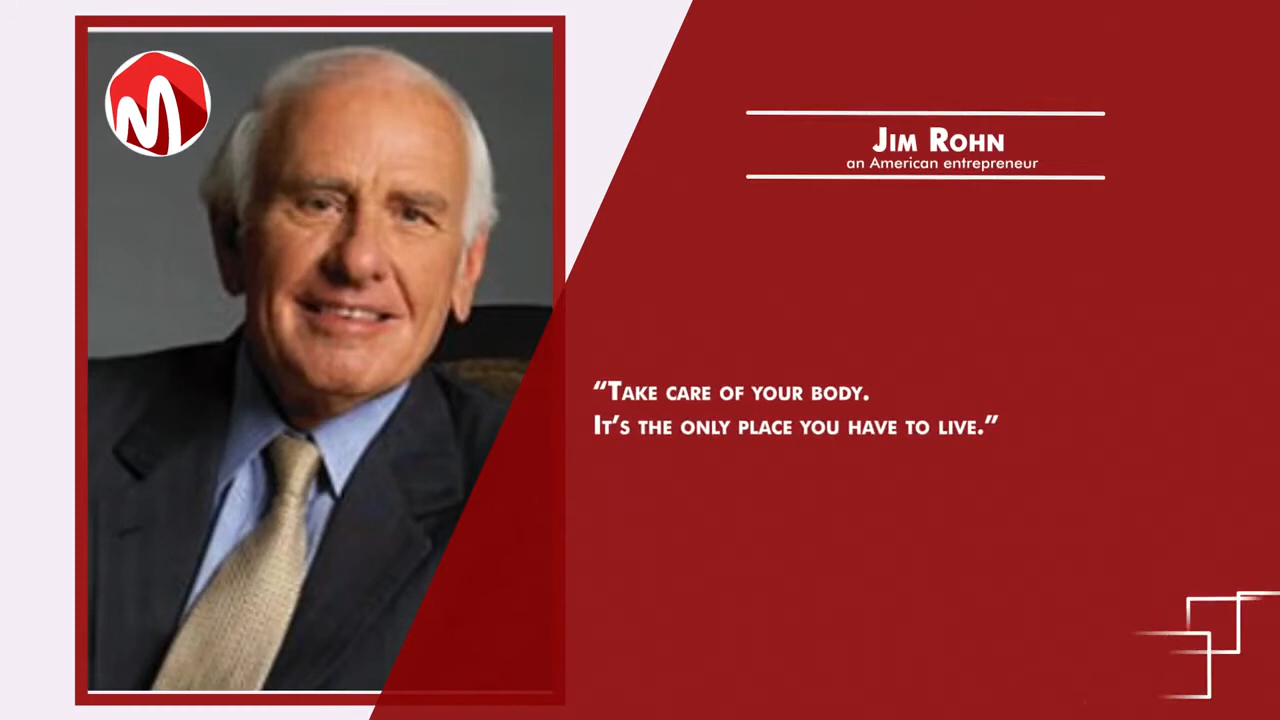 Jim Rohn
an American entrepreneur
“Take care of your body.
It’s the only place you have to live.”